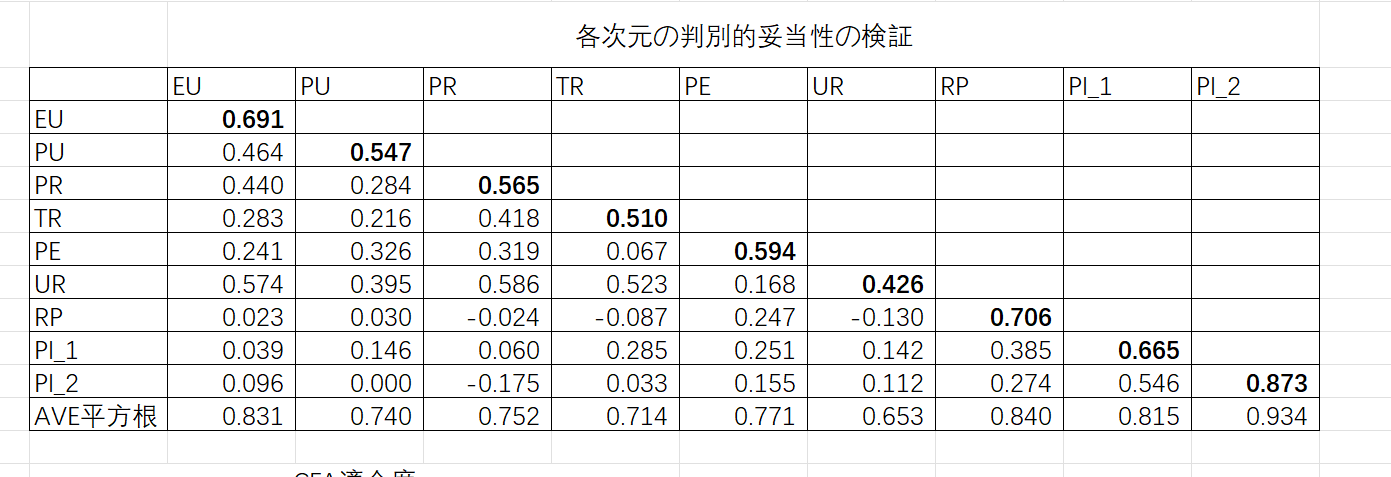 各次元の判別的妥当性の検証
EU PU PR TR PE UR RP PI_1 PI_2
EU 0.691
PU 0.464 0.547
PR 0.440 0.284 0.565
TR 0.283 0.216 0.418 0.510
PE 0.241 0.326 0.319 0.067 0.594
UR 0.574 0.395 0.586 0.523 0.168 0.426
RP 0.023 0.030 -0.024 -0.087 0.247 -0.130 0.706
PI_1 0.039 0.146 0.060 0.285 0.251 0.142 0.385 0.665
PI_2 0.096 0.000 -0.175 0.033 0.155 0.112 0.274 0.546 0.873
AVE平方根 0.831 0.740 0.752 0.714 0.771 0.653 0.840 0.815 0.934